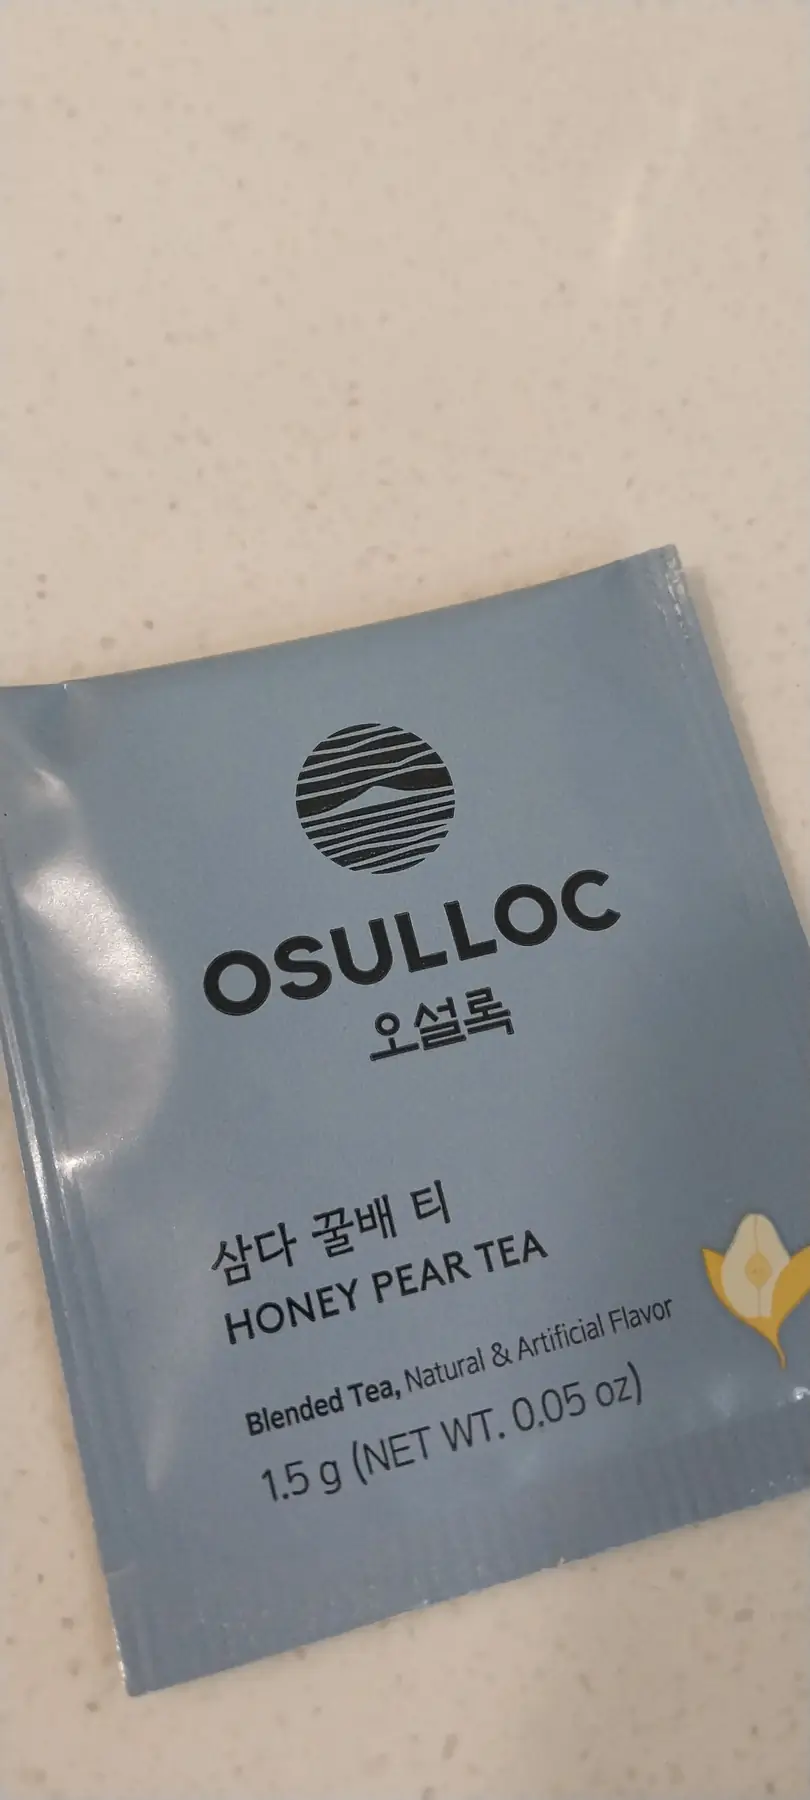 OSULLOC
오설록
삼다 꿀배 티
HONEY PEAR TEA
Blended Tea, Natural & Artificial Flavor
1.5 g (NET WT. 0.05 oz)